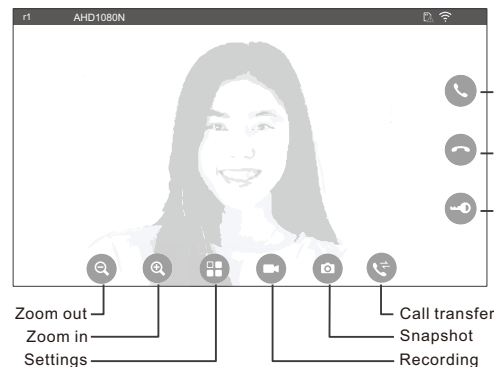 r1 AHD1080N
Zoom out
Call transfer
Zoom in
Snapshot
Settings
Recording